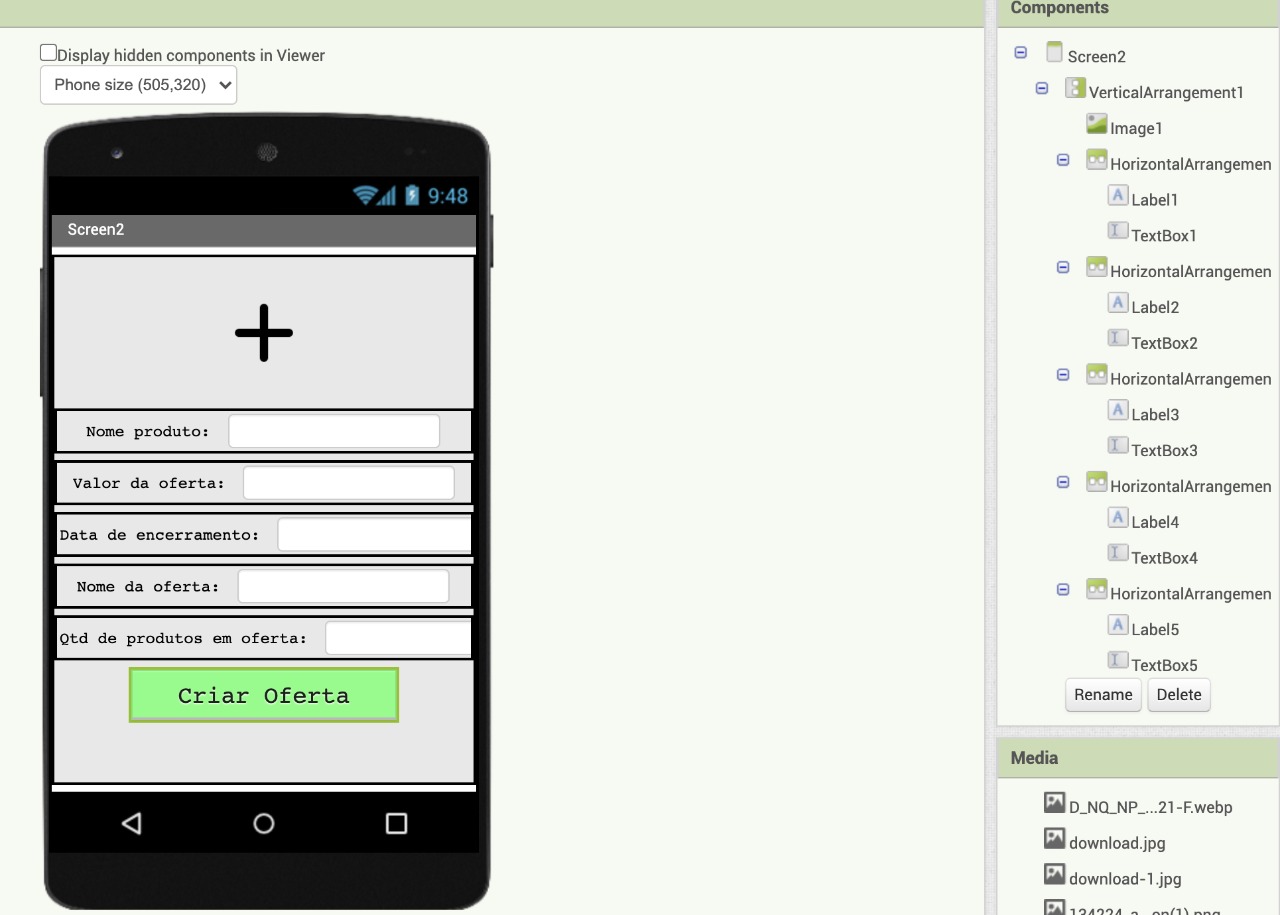 Components
Display hidden components in Viewer
Phone size (505,320)
9:48
Screen2
Nome produto:
Valor da oferta:
Data de encerramento:
Nome da oferta:
Qtd de produtos em oferta:
Criar Oferta
Screen2
VerticalArrangement1
Image1
HorizontalArrangemen
Label1
TextBox1
HorizontalArrangemen
Label2
TextBox2
HorizontalArrangemen
Label3
TextBox3
HorizontalArrangemen
Label4
TextBox4
HorizontalArrangemen
Label5
TextBox5
Rename Delete
Media
D_NQ_NP_...21-F.webp
download.jpg
download-1.jpg